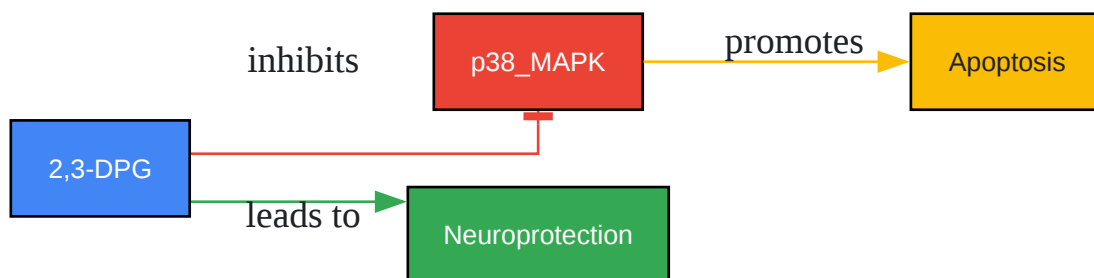 inhibits
p38_MAPK
promotes
Apoptosis
2,3-DPG
leads to
Neuroprotection